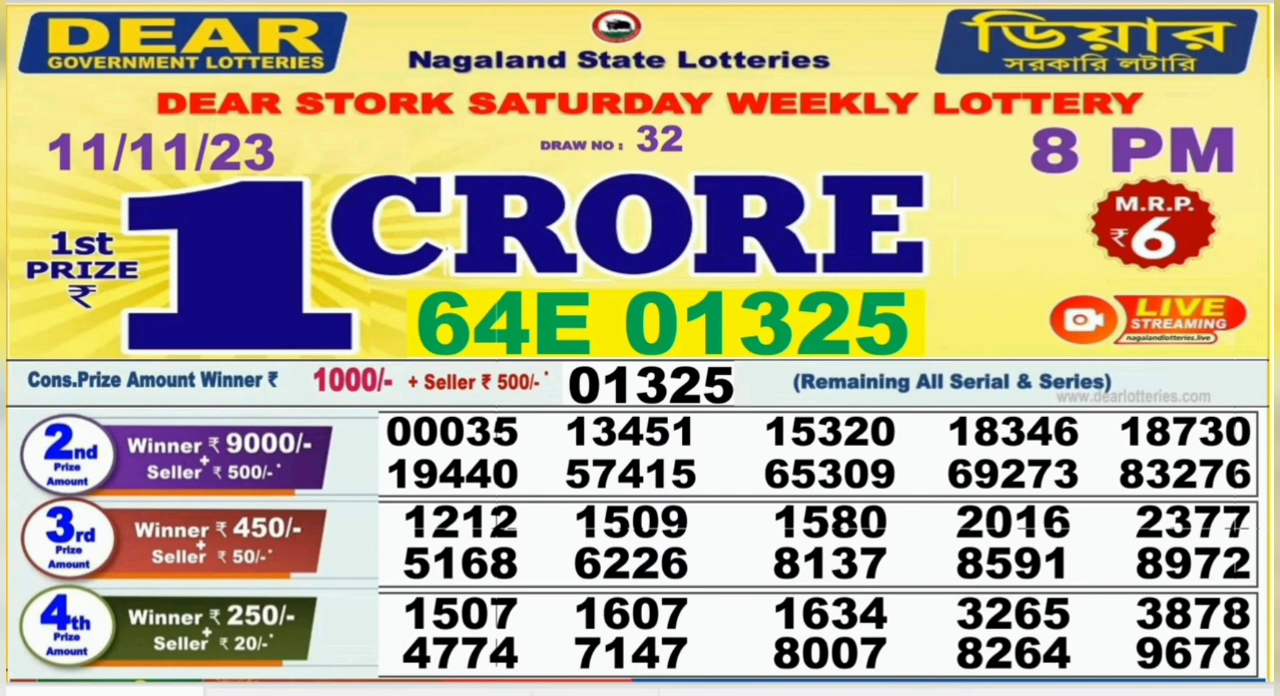 DEAR
GOVERNMENT LOTTERIES
Nagaland State Lotteries
ডিয়ার
সরকারি লটারি
DEAR STORK SATURDAY WEEKLY LOTTERY
11/11/23
DRAW NO : 32
8 PM
1st
PRIZE
₹
1 CRORE
M.R.P.
₹ 6
64E 01325
LIVE
STREAMING
nagalandlotteries.live
Cons.Prize Amount Winner ₹ 1000/- + Seller ₹ 500/-* 01325 (Remaining All Serial & Series)
www.dearlotteries.com
2nd
Prize
Amount
Winner ₹ 9000/-
+
Seller ₹ 500/-*
00035 13451 15320 18346 18730
19440 57415 65309 69273 83276
3rd
Prize
Amount
Winner ₹ 450/-
+
Seller ₹ 50/-*
1212 1509 1580 2016 2377
5168 6226 8137 8591 8972
4th
Prize
Amount
Winner ₹ 250/-
+
Seller ₹ 20/-*
1507 1607 1634 3265 3878
4774 7147 8007 8264 9678